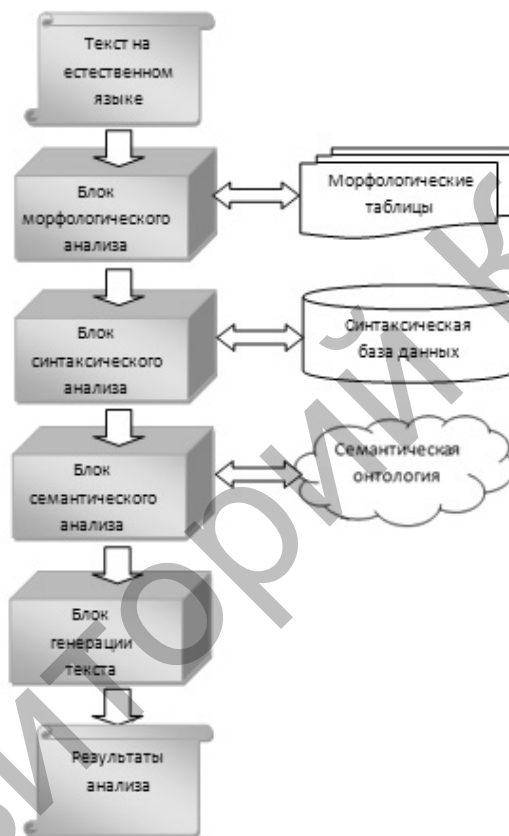 Текст на
естественном
языке
Блок
морфологического
анализа
Морфологические
таблицы
Блок
синтаксического
анализа
Синтаксическая
база данных
Блок
семантического
анализа
Семантическая
онтология
Блок
генерации
текста
Результаты
анализа